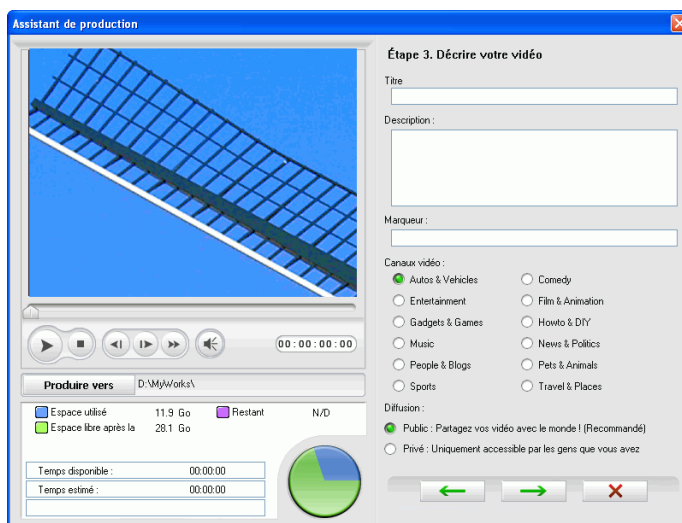 Assistant de production
Étape 3. Décrire votre vidéo
Titre
Description :
Marqueur :
Canaux vidéo :
Autos & Vehicles
Comedy
Entertainment
Film & Animation
Gadgets & Games
Howto & DIY
Music
News & Politics
People & Blogs
Pets & Animals
Sports
Travel & Places
Diffusion :
Public : Partagez vos vidéo avec le monde ! (Recommandé)
Privé : Uniquement accessible par les gens que vous avez
00:00:00:00
Produire vers
D:\MyWorks\
Espace utilisé 11.9 Go
Restant N/D
Espace libre après la 28.1 Go
Temps disponible : 00:00:00
Temps estimé : 00:00:00